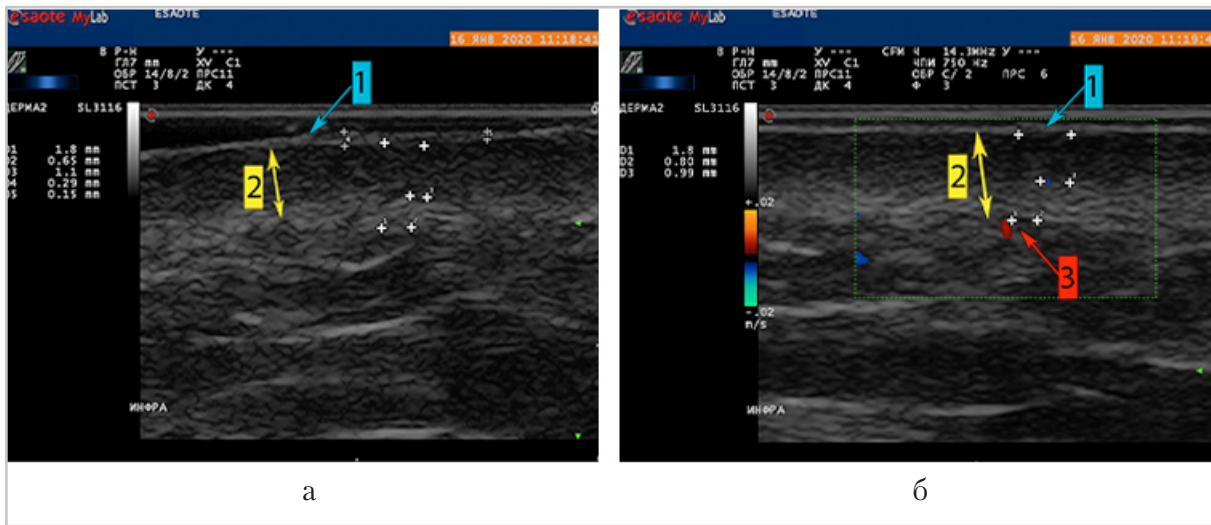 esaote MyLab ESAOTE
16 ЯНВ 2020 11:18:41
В Р-Н У ---
ГЛ7 mm XV C1
ОБР 14/8/2 ПРС11
ПСТ 3 ДК 4
ДЕРМА2 SL3116
D1 1.8 mm
D2 0.65 mm
D3 1.1 mm
D4 0.29 mm
D5 0.15 mm
1
2
ИНФРА
а
esaote MyLab ESAOTE
16 ЯНВ 2020 11:19:4
В Р-Н У --- CFM Ч 14.3MHz У ---
ГЛ7 mm XV C1 ЧПИ 750 Hz
ОБР 14/8/2 ПРС11 ОБР С/ 2 ПРС 6
ПСТ 3 ДК 4 Ф 3
ДЕРМА2 SL3116
D1 1.8 mm
D2 0.80 mm
D3 0.99 mm
+.02
-.02
m/s
1
2
3
ИНФРА
б